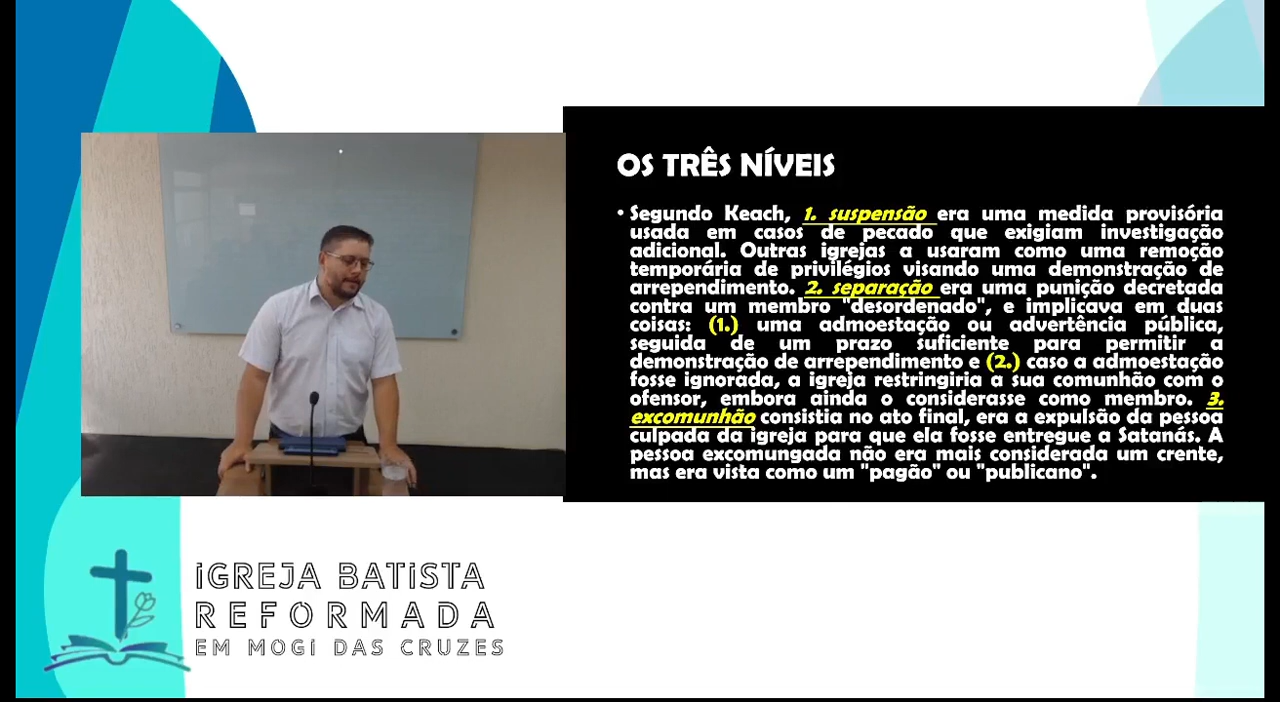 OS TRÊS NÍVEIS
• Segundo Keach, 1. suspensão era uma medida provisória
usada em casos de pecado que exigiam investigação
adicional. Outras igrejas a usaram como uma remoção
temporária de privilégios visando uma demonstração de
arrependimento. 2. separação era uma punição decretada
contra um membro "desordenado", e implicava em duas
coisas: (1.) uma admoestação ou advertência pública,
seguida de um prazo suficiente para permitir a
demonstração de arrependimento e (2.) caso a admoestação
fosse ignorada, a igreja restringiria a sua comunhão com o
ofensor, embora ainda o considerasse como membro. 3.
excomunhão consistia no ato final, era a expulsão da pessoa
culpada da igreja para que ela fosse entregue a Satanás. A
pessoa excomungada não era mais considerada um crente,
mas era vista como um "pagão" ou "publicano".
IGREJA BATISTA
REFORMADA
EM MOGI DAS CRUZES